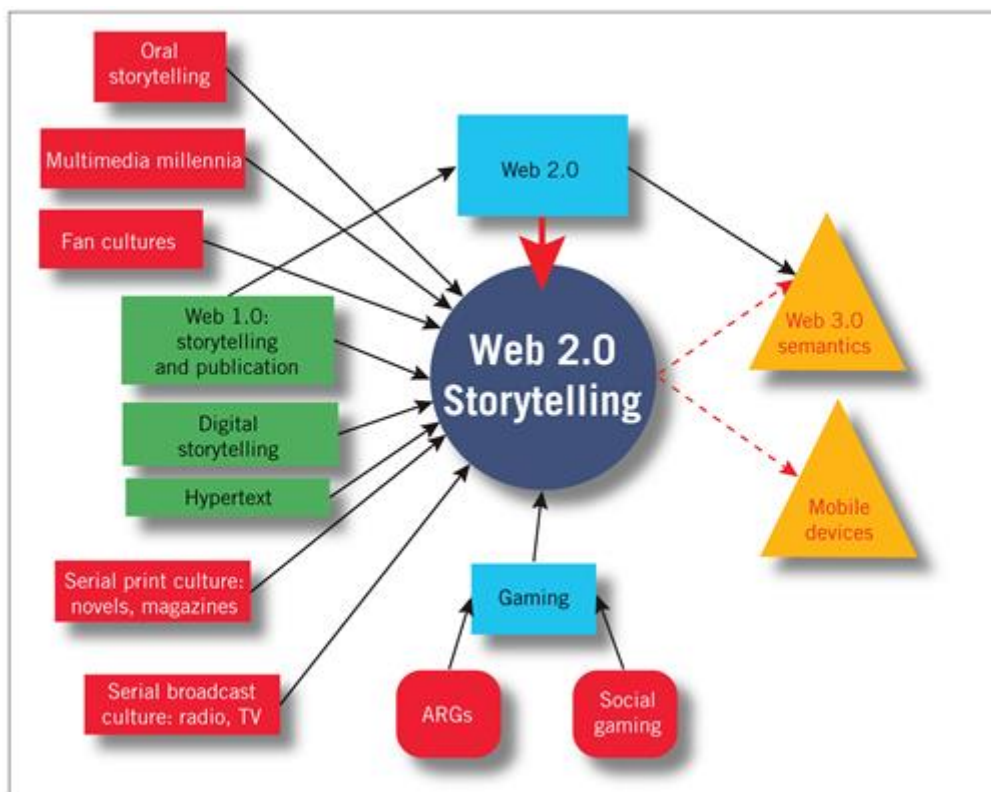 Oral
storytelling
Multimedia millennia
Web 2.0
Fan cultures
Web 1.0:
storytelling
and publication
Web 2.0
Storytelling
Web 3.0
semantics
Digital
storytelling
Hypertext
Mobile
devices
Serial print culture:
novels, magazines
Gaming
Serial broadcast
culture: radio, TV
ARGs
Social
gaming